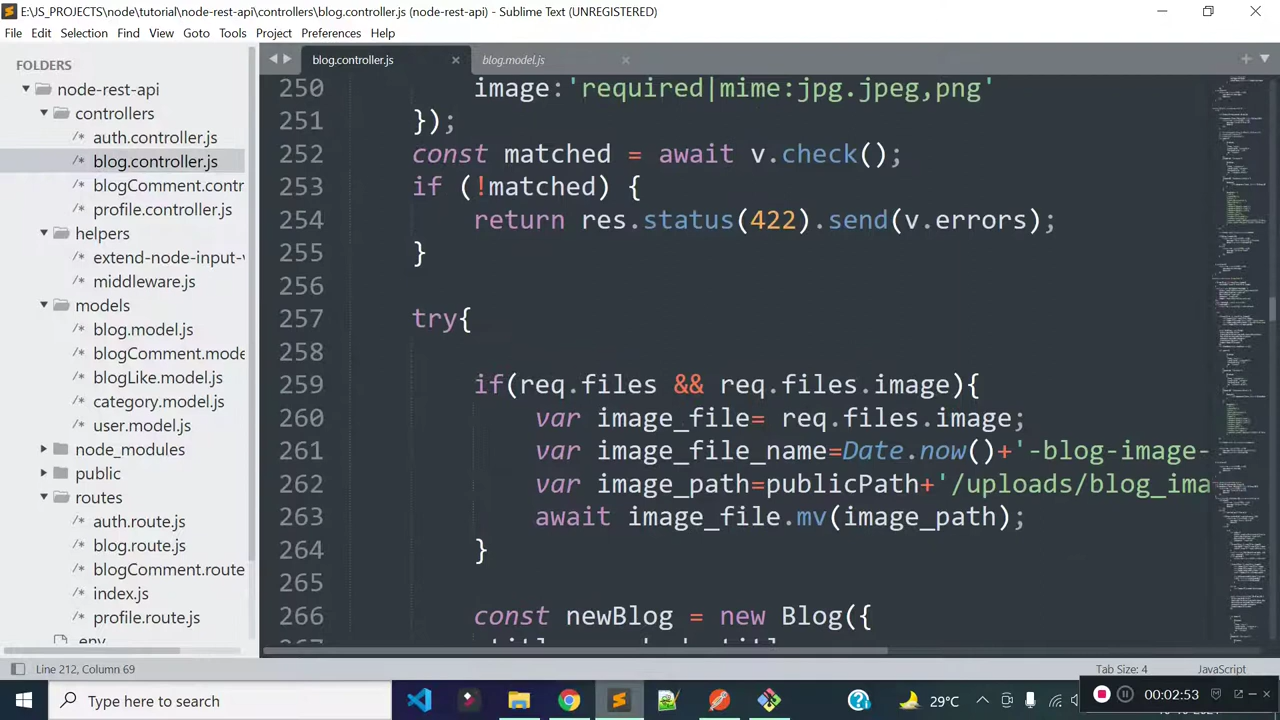 E:\JS_PROJECTS\node\tutorial\node-rest-api\controllers\blog.controller.js (node-rest-api) - Sublime Text (UNREGISTERED)
File Edit Selection Find View Goto Tools Project Preferences Help
FOLDERS
node-rest-api
controllers
/* auth.controller.js
/* blog.controller.js
/* blogComment.contr
/* profile.controller.js
helper
/* extend-node-input-v
/* middleware.js
models
/* blog.model.js
/* blogComment.mode
/* blogLike.model.js
/* category.model.js
/* user.model.js
node_modules
public
routes
/* auth.route.js
/* blog.route.js
/* blogComment.route
/* index.js
/* profile.route.js
.env
blog.controller.js × blog.model.js ×
250 image:'required|mime:jpg.jpeg,png'
251 });
252 const matched = await v.check();
253 if (!matched) {
254 return res.status(422).send(v.errors);
255 }
256
257 try{
258
259 if(req.files && req.files.image){
260 var image_file= req.files.image;
261 var image_file_name=Date.now()+'-blog-image-
262 var image_path=publicPath+'/uploads/blog_ima
263 await image_file.mv(image_path);
264 }
265
266 const newBlog = new Blog({
Line 212, Column 69
Tab Size: 4 JavaScript
Type here to search
29°C
00:02:53